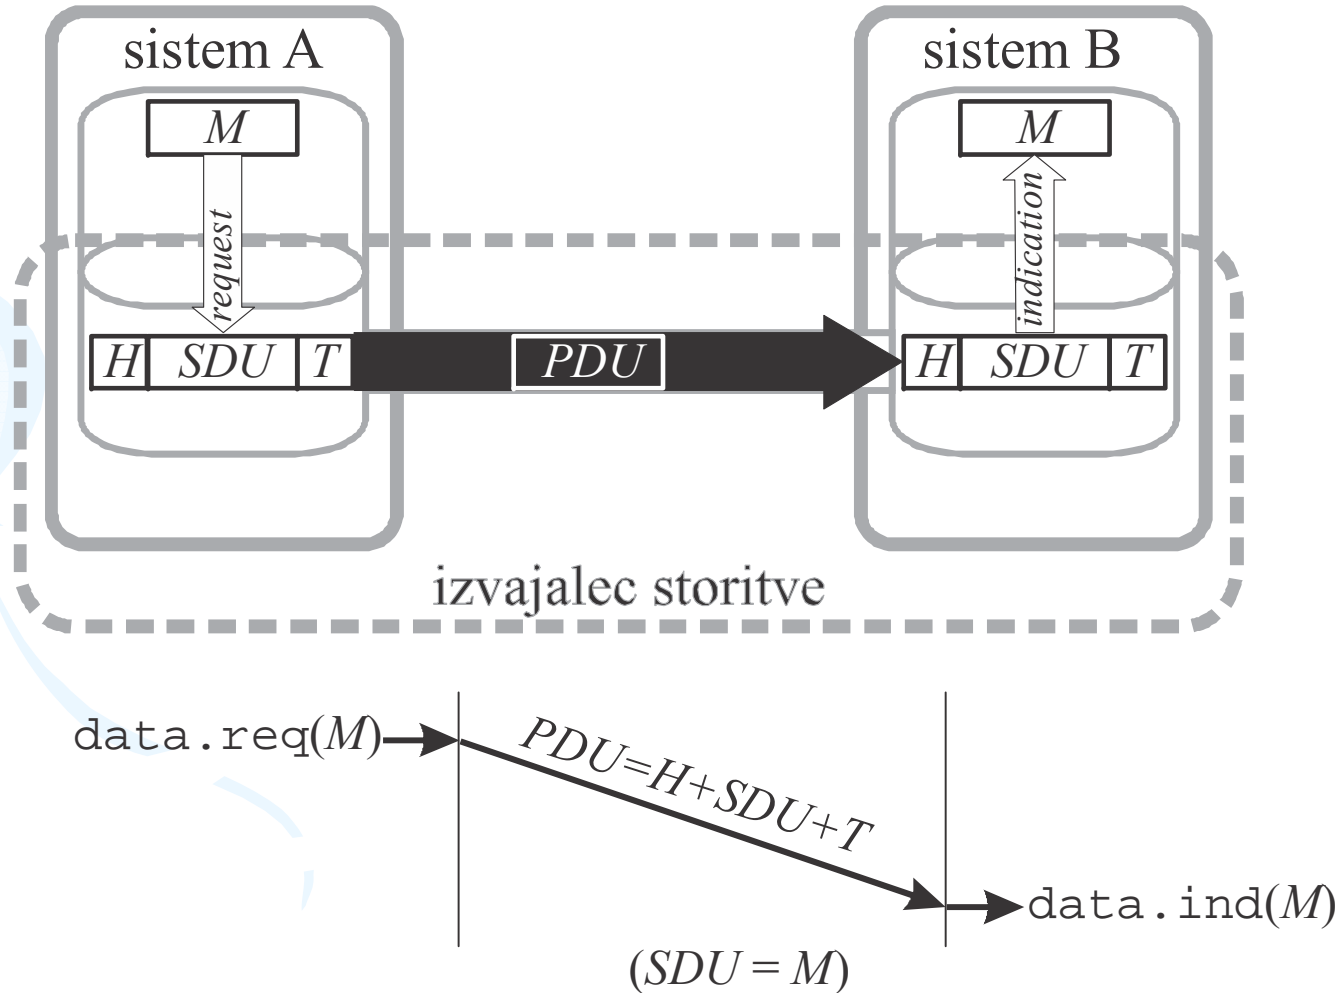 sistem A
sistem B
M
M
request
indication
H SDU T
PDU
H SDU T
izvajalec storitve
data.req(M)
PDU=H+SDU+T
data.ind(M)
(SDU = M)